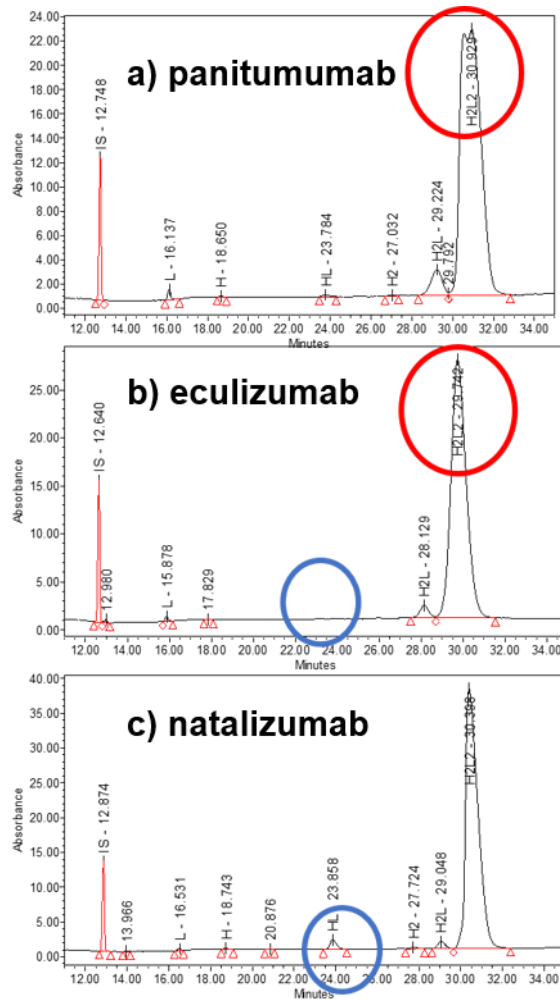 24.00
22.00
20.00
18.00
16.00
14.00
12.00
10.00
8.00
6.00
4.00
2.00
0.00
Absorbance
a) panitumumab
IS - 12.748
L - 16.137
H - 18.650
HL - 23.784
H2 - 27.032
H2L - 29.224
29.792
H2L2 - 30.929
12.00 14.00 16.00 18.00 20.00 22.00 24.00 26.00 28.00 30.00 32.00 34.00
Minutes
25.00
20.00
15.00
10.00
5.00
0.00
Absorbance
b) eculizumab
IS - 12.640
12.980
L - 15.878
17.829
H2L - 28.129
H2L2 - 29.742
12.00 14.00 16.00 18.00 20.00 22.00 24.00 26.00 28.00 30.00 32.00 34.00
Minutes
40.00
35.00
30.00
25.00
20.00
15.00
10.00
5.00
0.00
Absorbance
c) natalizumab
IS - 12.874
13.966
L - 16.531
H - 18.743
20.876
HL 23.858
H2 - 27.724
H2L - 29.048
H2L2 - 30.398
12.00 14.00 16.00 18.00 20.00 22.00 24.00 26.00 28.00 30.00 32.00 34.00
Minutes